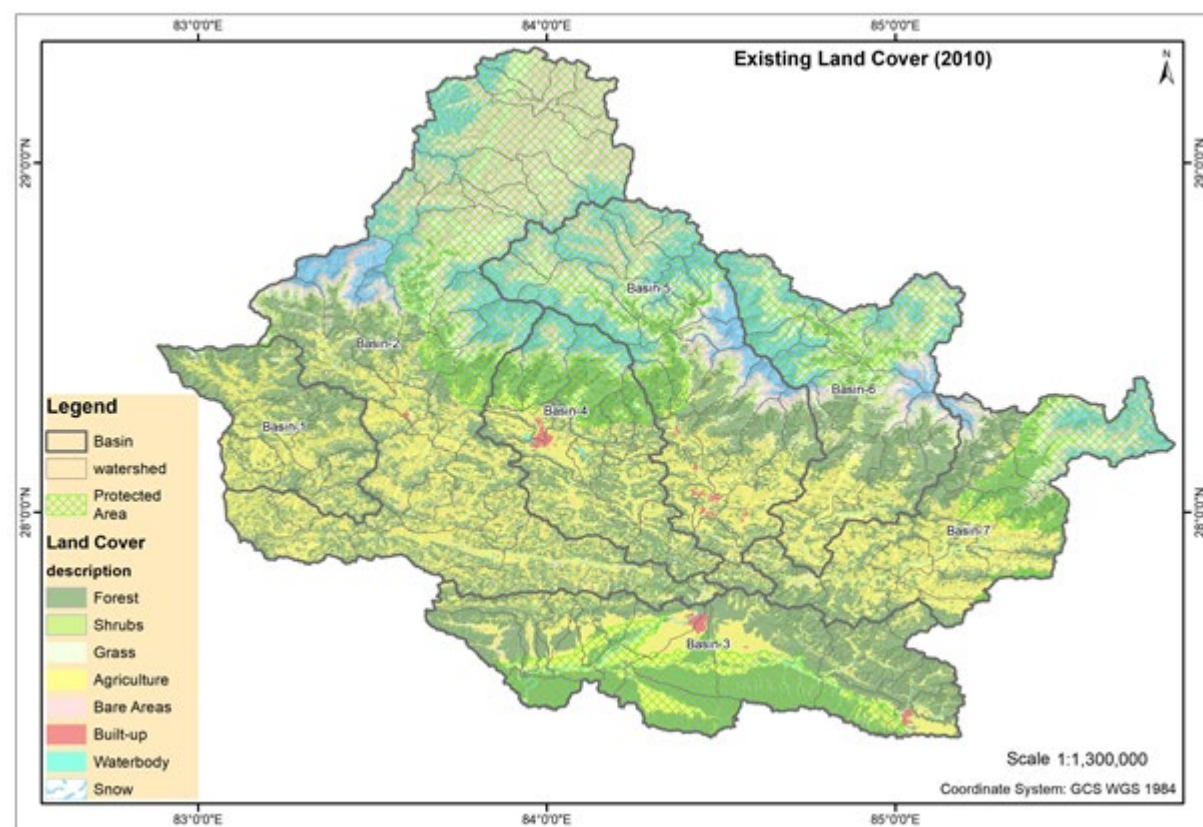 83°0'0"E
84°0'0"E
85°0'0"E
Existing Land Cover (2010)
N
29°0'0"N
29°0'0"N
Basin-5
Basin-2
Basin-6
Basin-4
Basin-1
Legend
Basin
watershed
Protected
Area
28°0'0"N
28°0'0"N
Basin-7
Land Cover
description
Forest
Shrubs
Grass
Basin-3
Agriculture
Bare Areas
Built-up
Waterbody
Snow
Scale 1:1,300,000
Coordinate System: GCS WGS 1984
83°0'0"E
84°0'0"E
85°0'0"E